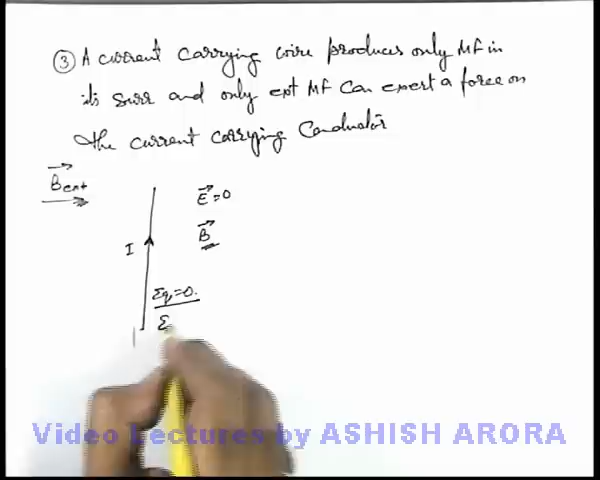 ③ A current carrying wire produces only MF in
its surr and only ext MF can expert a force on
the current carrying conductor
B⃗ext
E⃗=0
B⃗
I
Σq=0.
Σ
Video Lectures by ASHISH ARORA